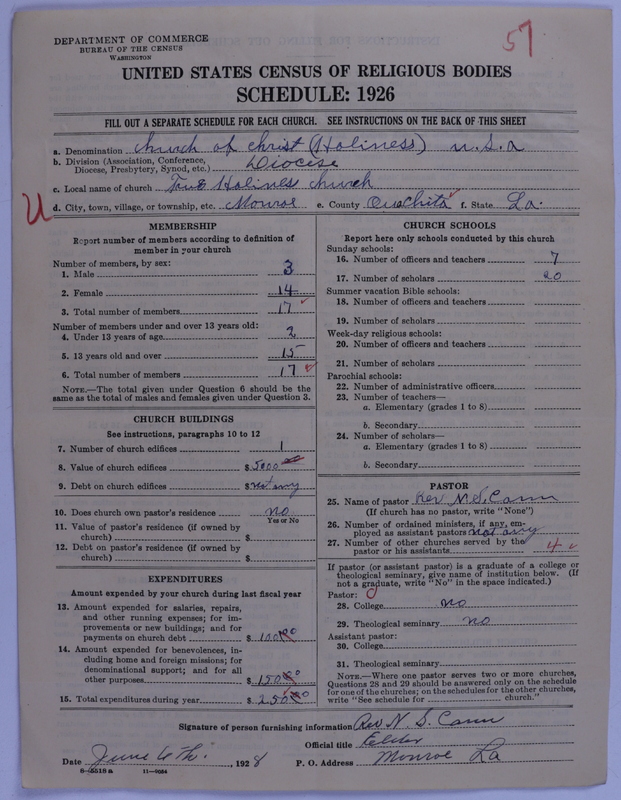 57
DEPARTMENT OF COMMERCE
BUREAU OF THE CENSUS
WASHINGTON
UNITED STATES CENSUS OF RELIGIOUS BODIES
SCHEDULE: 1926
FILL OUT A SEPARATE SCHEDULE FOR EACH CHURCH. SEE INSTRUCTIONS ON THE BACK OF THIS SHEET
a. Denomination Church of Christ (Holiness) U.S.A
b. Division (Association, Conference, Diocese, Presbytery, Synod, etc.) Diocese
c. Local name of church True Holiness church
U
d. City, town, village, or township, etc. Monroe e. County Ouachita f. State La.
MEMBERSHIP
Report number of members according to definition of
member in your church
Number of members, by sex:
1. Male 3
2. Female 14
3. Total number of members 17
Number of members under and over 13 years old:
4. Under 13 years of age 2
5. 13 years old and over 15
6. Total number of members 17
NOTE.—The total given under Question 6 should be the
same as the total of males and females given under Question 3.
CHURCH BUILDINGS
See instructions, paragraphs 10 to 12
7. Number of church edifices 1
8. Value of church edifices $5000
9. Debt on church edifices $not any
10. Does church own pastor's residence no
Yes or No
11. Value of pastor's residence (if owned by
church) $
12. Debt on pastor's residence (if owned by
church) $
EXPENDITURES
Amount expended by your church during last fiscal year
13. Amount expended for salaries, repairs,
and other running expenses; for im-
provements or new buildings; and for
payments on church debt $ 100 00
14. Amount expended for benevolences, in-
cluding home and foreign missions; for
denominational support; and for all
other purposes $ 150 00
15. Total expenditures during year $ 250 00
CHURCH SCHOOLS
Report here only schools conducted by this church
Sunday schools:
16. Number of officers and teachers 7
17. Number of scholars 20
Summer vacation Bible schools:
18. Number of officers and teachers
19. Number of scholars
Week-day religious schools:
20. Number of officers and teachers
21. Number of scholars
Parochial schools:
22. Number of administrative officers
23. Number of teachers—
a. Elementary (grades 1 to 8)
b. Secondary
24. Number of scholars—
a. Elementary (grades 1 to 8)
b. Secondary
PASTOR
25. Name of pastor Rev N.S. Cann
(If church has no pastor, write "None")
26. Number of ordained ministers, if any, em-
ployed as assistant pastors not any
27. Number of other churches served by the
pastor or his assistants 4
If pastor (or assistant pastor) is a graduate of a college or
theological seminary, give name of institution below. (If
not a graduate, write "No" in the space indicated.)
Pastor:
28. College no
29. Theological seminary no
Assistant pastor:
30. College
31. Theological seminary
NOTE.—Where one pastor serves two or more churches,
Questions 28 and 29 should be answered only on the schedule
for one of the churches; on the schedules for the other churches,
write "See schedule for church."
Signature of person furnishing information Rev N. S. Cann
Official title Elder
Date June 6th, 1928 P. O. Address Monroe La
8—5518a 11—9034